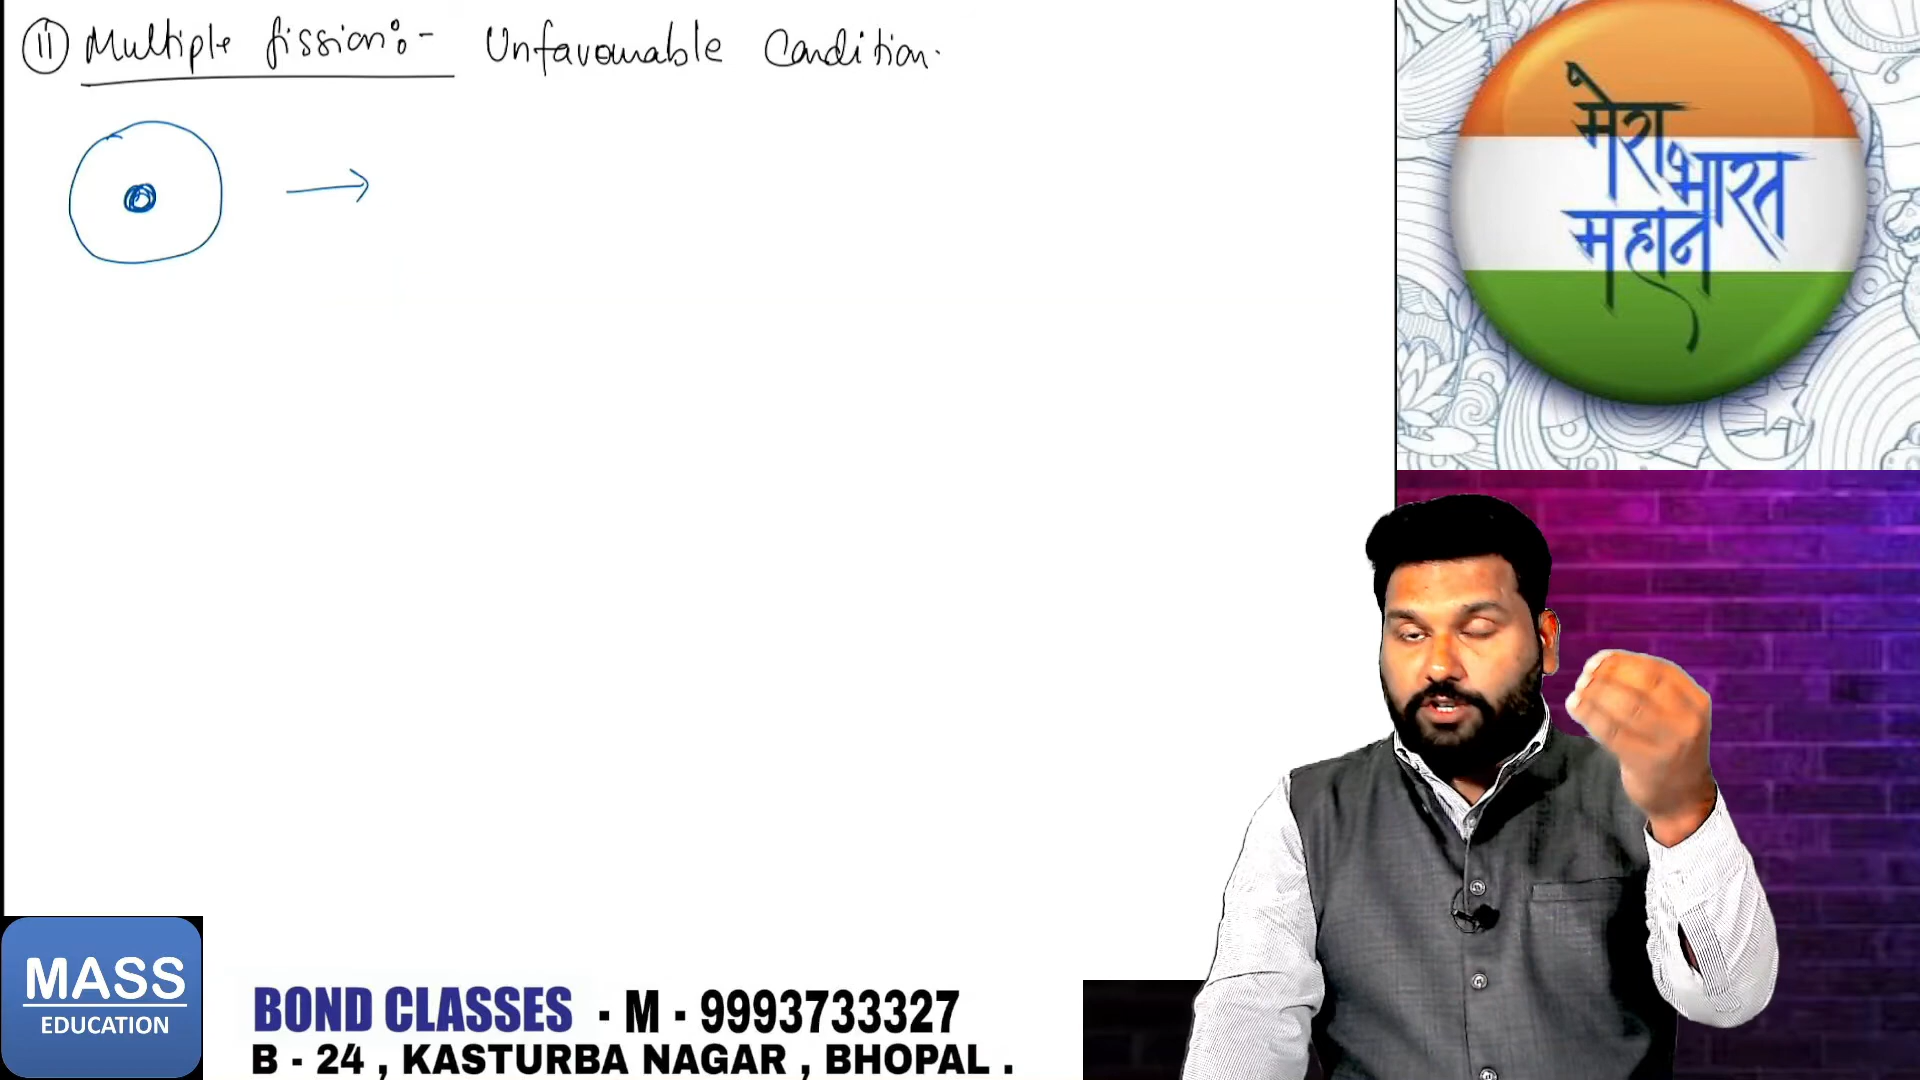 (ii) Multiple fission:- Unfavourable Condition.
मेरा
भारत
महान
MASS
EDUCATION
BOND CLASSES - M - 9993733327
B - 24 , KASTURBA NAGAR , BHOPAL .